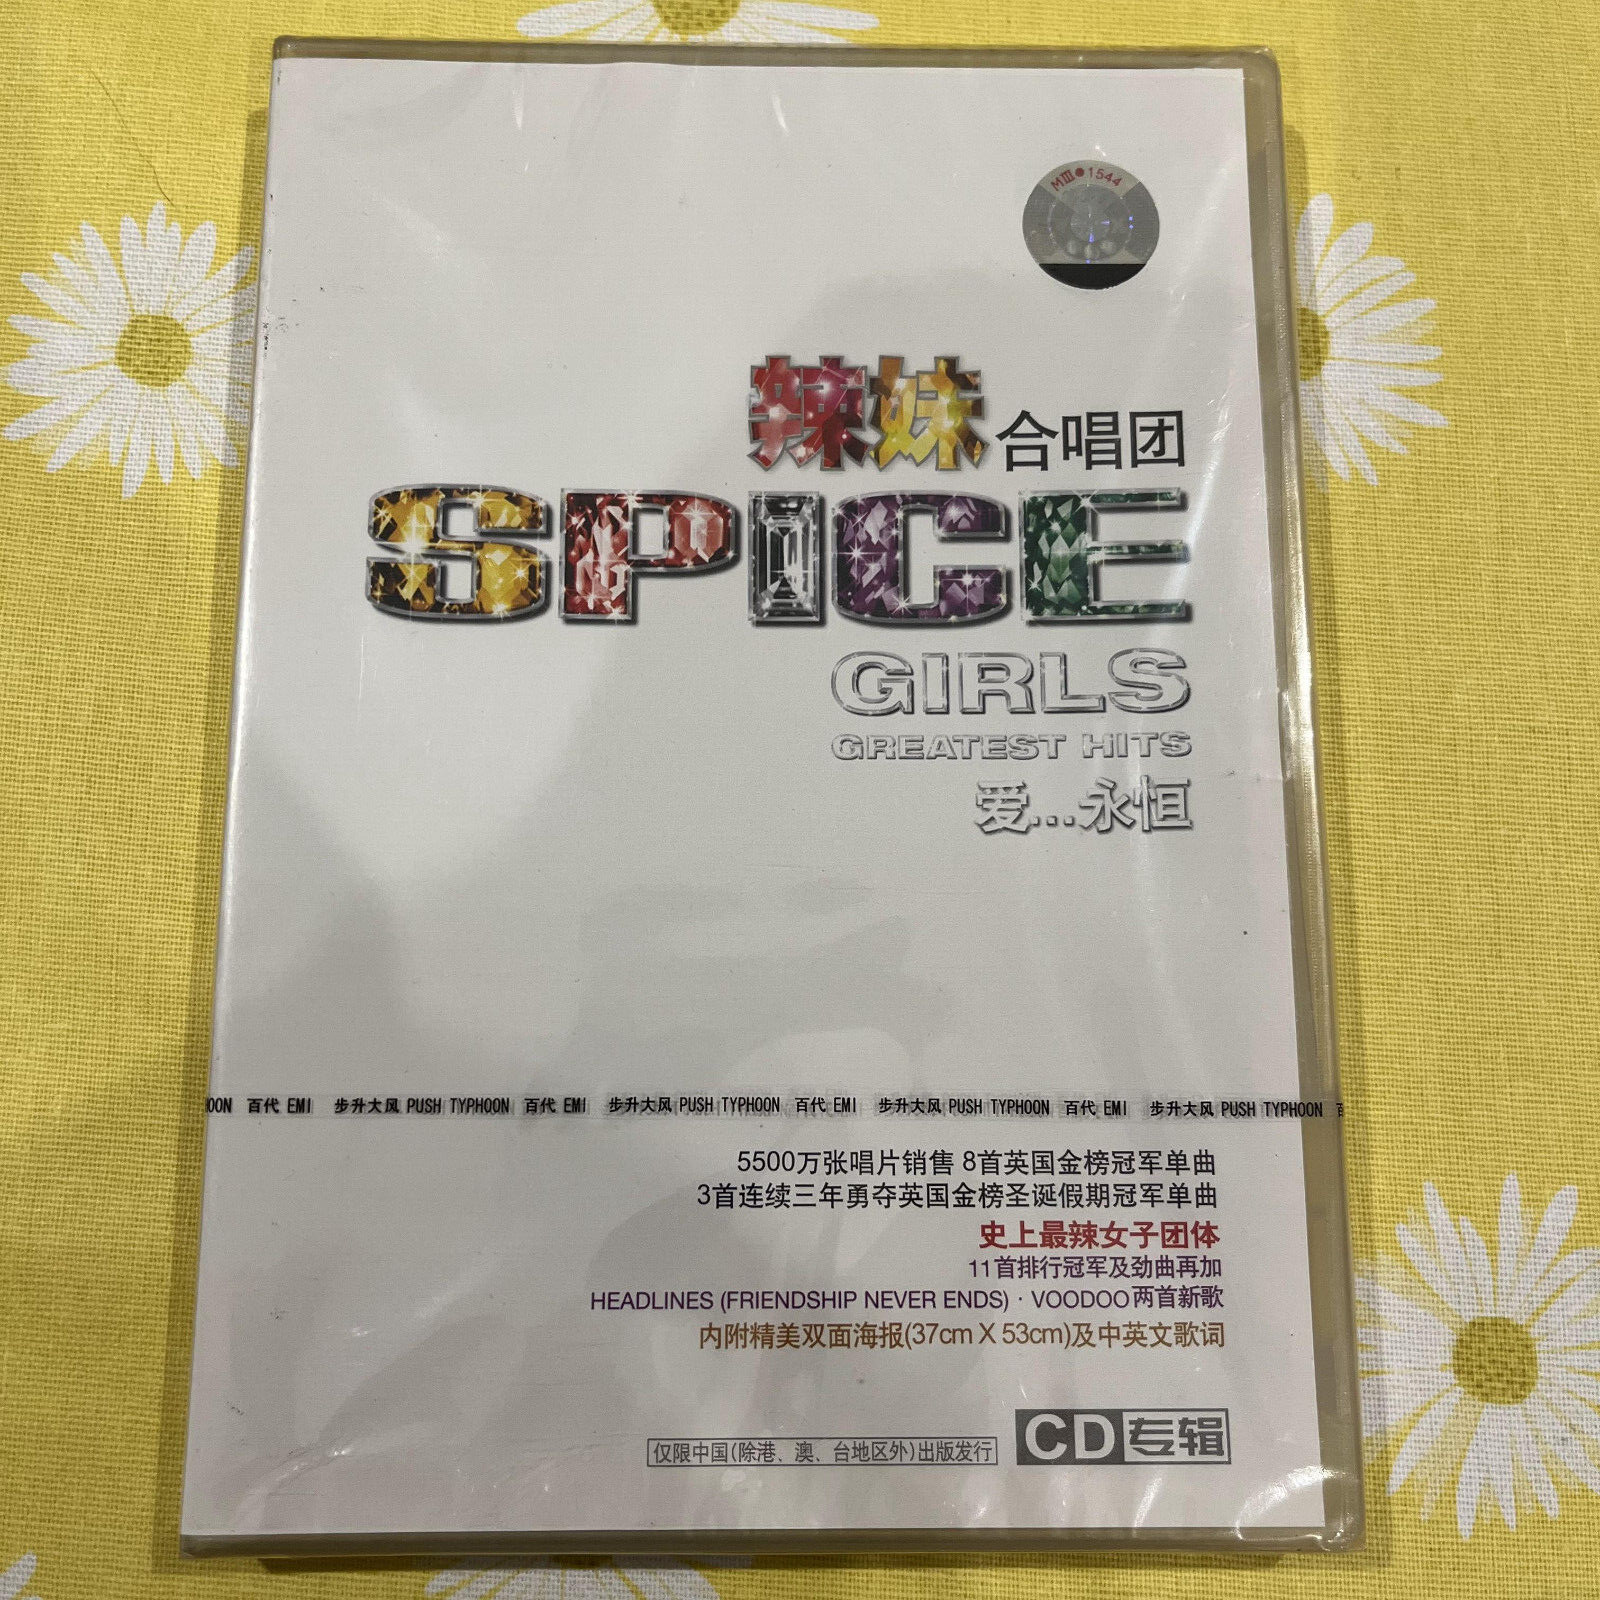 MⅢ●1544
辣妹合唱团
SPICE
GIRLS
GREATEST HITS
爱...永恒
OON 百代 EMI 步升大风 PUSH TYPHOON 百代 EMI 步升大风 PUSH TYPHOON 百代 EMI 步升大风 PUSH TYPHOON 百代 EMI 步升大风 PUSH TYPHOON 百
5500万张唱片销售 8首英国金榜冠军单曲
3首连续三年勇夺英国金榜圣诞假期冠军单曲
史上最辣女子团体
11首排行冠军及劲曲再加
HEADLINES (FRIENDSHIP NEVER ENDS) · VOODOO两首新歌
内附精美双面海报(37cm X 53cm)及中英文歌词
仅限中国(除港、澳、台地区外)出版发行
CD专辑